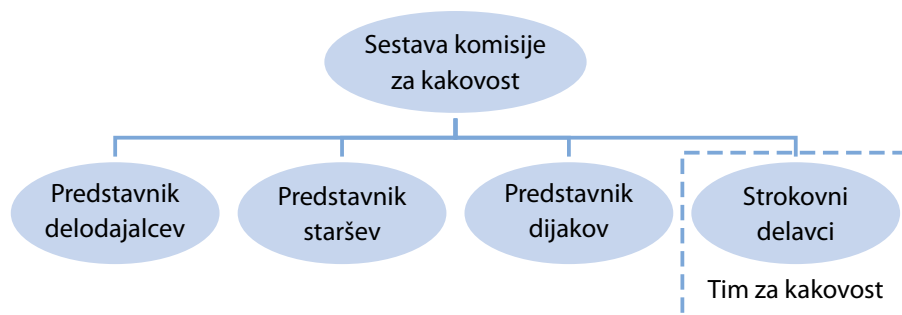 Sestava komisije
za kakovost
Predstavnik
delodajalcev
Predstavnik
staršev
Predstavnik
dijakov
Strokovni
delavci
Tim za kakovost